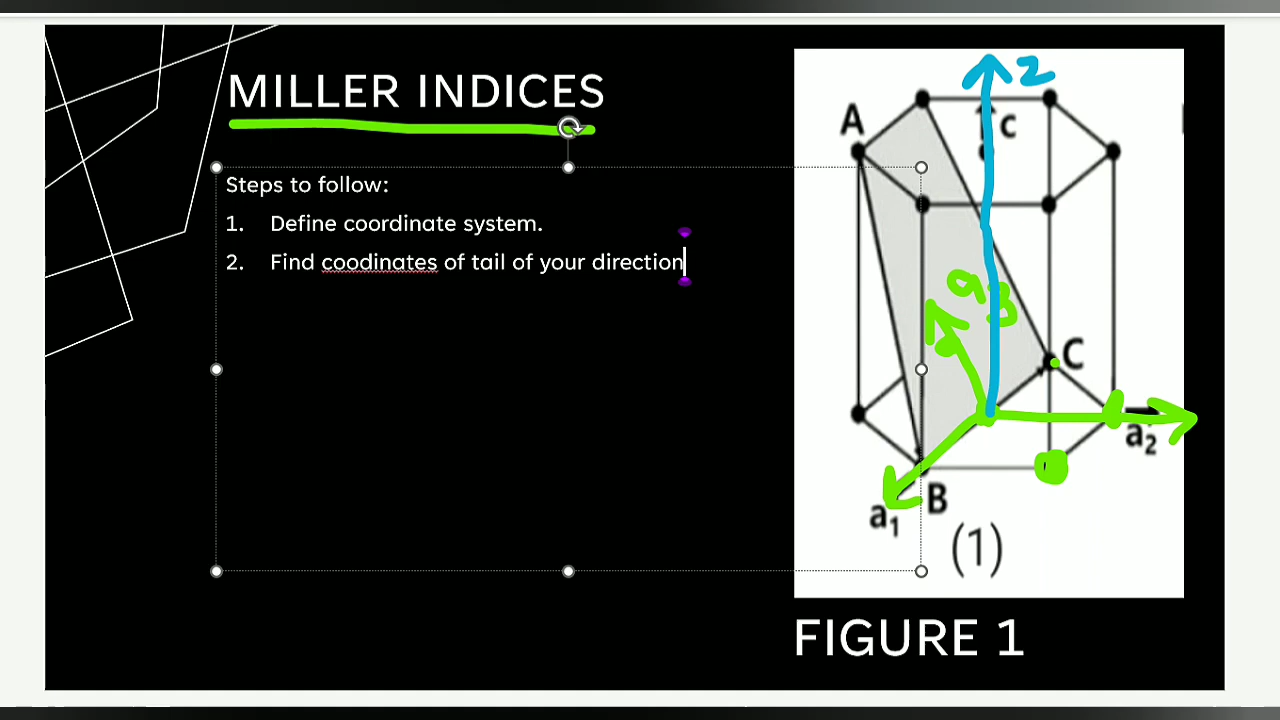 MILLER INDICES
Steps to follow:
1. Define coordinate system.
2. Find coodinates of tail of your direction
A
z
c
a3
C
a2
B
a1
(1)
FIGURE 1